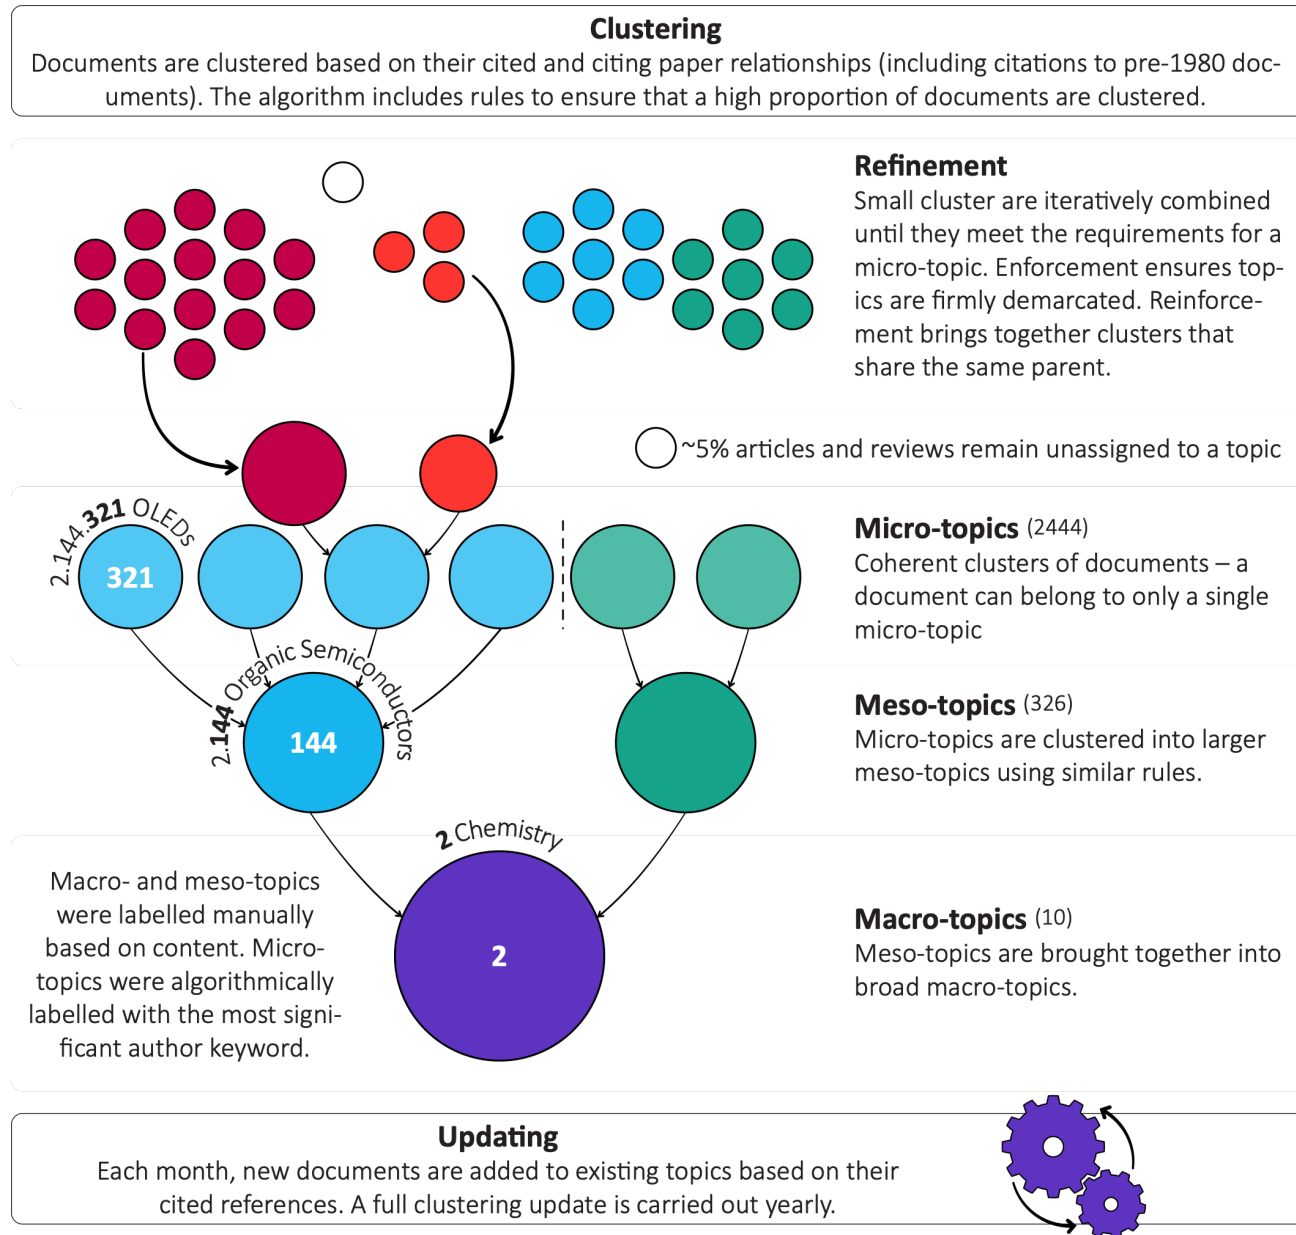 Clustering
Documents are clustered based on their cited and citing paper relationships (including citations to pre-1980 doc-
uments). The algorithm includes rules to ensure that a high proportion of documents are clustered.
Refinement
Small cluster are iteratively combined
until they meet the requirements for a
micro-topic. Enforcement ensures top-
ics are firmly demarcated. Reinforce-
ment brings together clusters that
share the same parent.
~5% articles and reviews remain unassigned to a topic
2.144.321 OLEDs
321
Micro-topics (2444)
Coherent clusters of documents – a
document can belong to only a single
micro-topic
2.144 Organic Semiconductors
144
Meso-topics (326)
Micro-topics are clustered into larger
meso-topics using similar rules.
2 Chemistry
2
Macro- and meso-topics
were labelled manually
based on content. Micro-
topics were algorithmically
labelled with the most signi-
ficant author keyword.
Macro-topics (10)
Meso-topics are brought together into
broad macro-topics.
Updating
Each month, new documents are added to existing topics based on their
cited references. A full clustering update is carried out yearly.